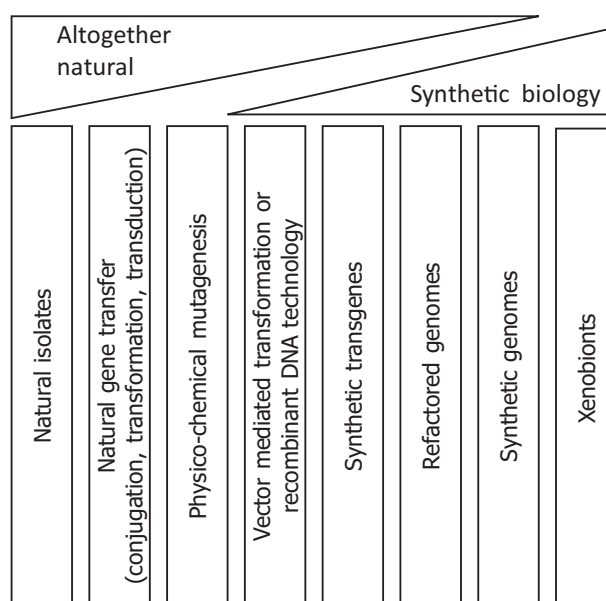 Altogether
natural
Synthetic biology
Natural isolates
Natural gene transfer
(conjugation, transformation, transduction)
Physico-chemical mutagenesis
Vector mediated transformation or
recombinant DNA technology
Synthetic transgenes
Refactored genomes
Synthetic genomes
Xenobionts